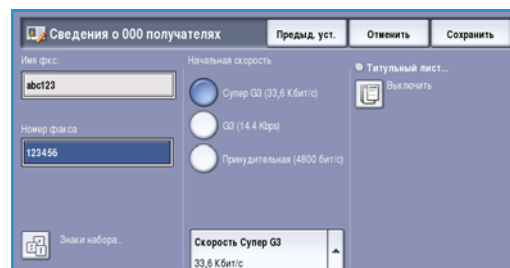 Сведения о 000 получателях
Предыд. уст.
Отменить
Сохранить
Имя фкс:
abc123
Номер факса
123456
Знаки набора..
Начальная скорость
Супер G3 (33,6 Кбит/с)
G3 (14.4 Kbps)
Принудительная (4800 бит/с)
Скорость Супер G3
33,6 Кбит/с
Титульный лист...
Выключить